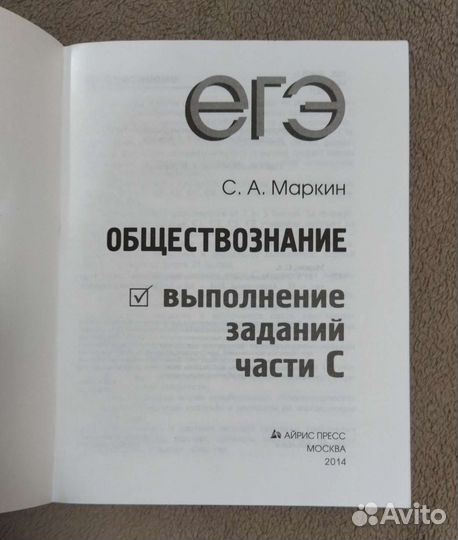 егэ
С. А. Маркин
ОБЩЕСТВОЗНАНИЕ
выполнение
заданий
части С
АЙРИС ПРЕСС
МОСКВА
2014
Avito